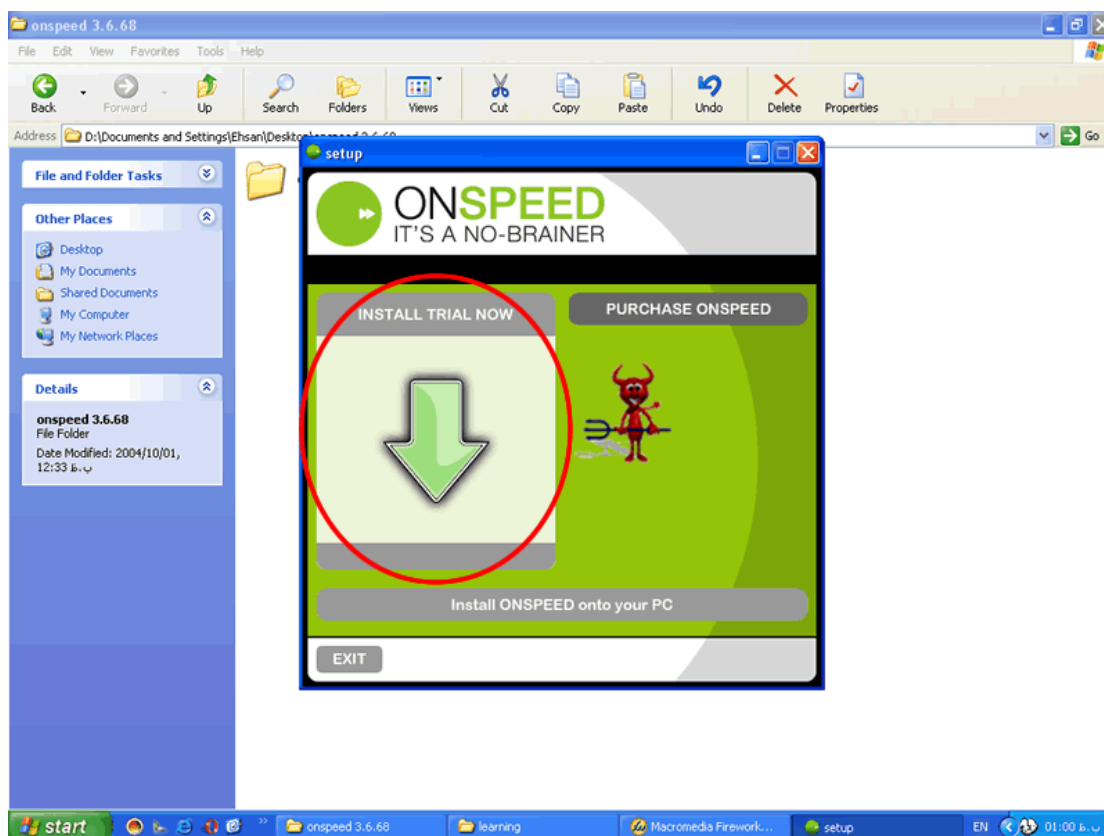 onspeed 3.6.68
File Edit View Favorites Tools Help
Back Forward Up Search Folders Views Cut Copy Paste Undo Delete Properties
Address D:\Documents and Settings\Ehsan\Desktop\onspeed 3.6.68 Go
File and Folder Tasks
Other Places
Desktop
My Documents
Shared Documents
My Computer
My Network Places
Details
onspeed 3.6.68
File Folder
Date Modified: 2004/10/01,
12:33 ب.ظ
setup
ONSPEED
IT'S A NO-BRAINER
INSTALL TRIAL NOW
PURCHASE ONSPEED
Install ONSPEED onto your PC
EXIT
start onspeed 3.6.68 learning Macromedia Firework... setup EN 01:00 ب.ظ